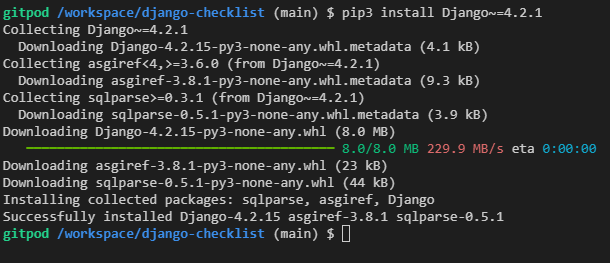 gitpod /workspace/django-checklist (main) $ pip3 install Django~=4.2.1
Collecting Django~=4.2.1
  Downloading Django-4.2.15-py3-none-any.whl.metadata (4.1 kB)
Collecting asgiref<4,>=3.6.0 (from Django~=4.2.1)
  Downloading asgiref-3.8.1-py3-none-any.whl.metadata (9.3 kB)
Collecting sqlparse>=0.3.1 (from Django~=4.2.1)
  Downloading sqlparse-0.5.1-py3-none-any.whl.metadata (3.9 kB)
Downloading Django-4.2.15-py3-none-any.whl (8.0 MB)
8.0/8.0 MB 229.9 MB/s eta 0:00:00
Downloading asgiref-3.8.1-py3-none-any.whl (23 kB)
Downloading sqlparse-0.5.1-py3-none-any.whl (44 kB)
Installing collected packages: sqlparse, asgiref, Django
Successfully installed Django-4.2.15 asgiref-3.8.1 sqlparse-0.5.1
gitpod /workspace/django-checklist (main) $